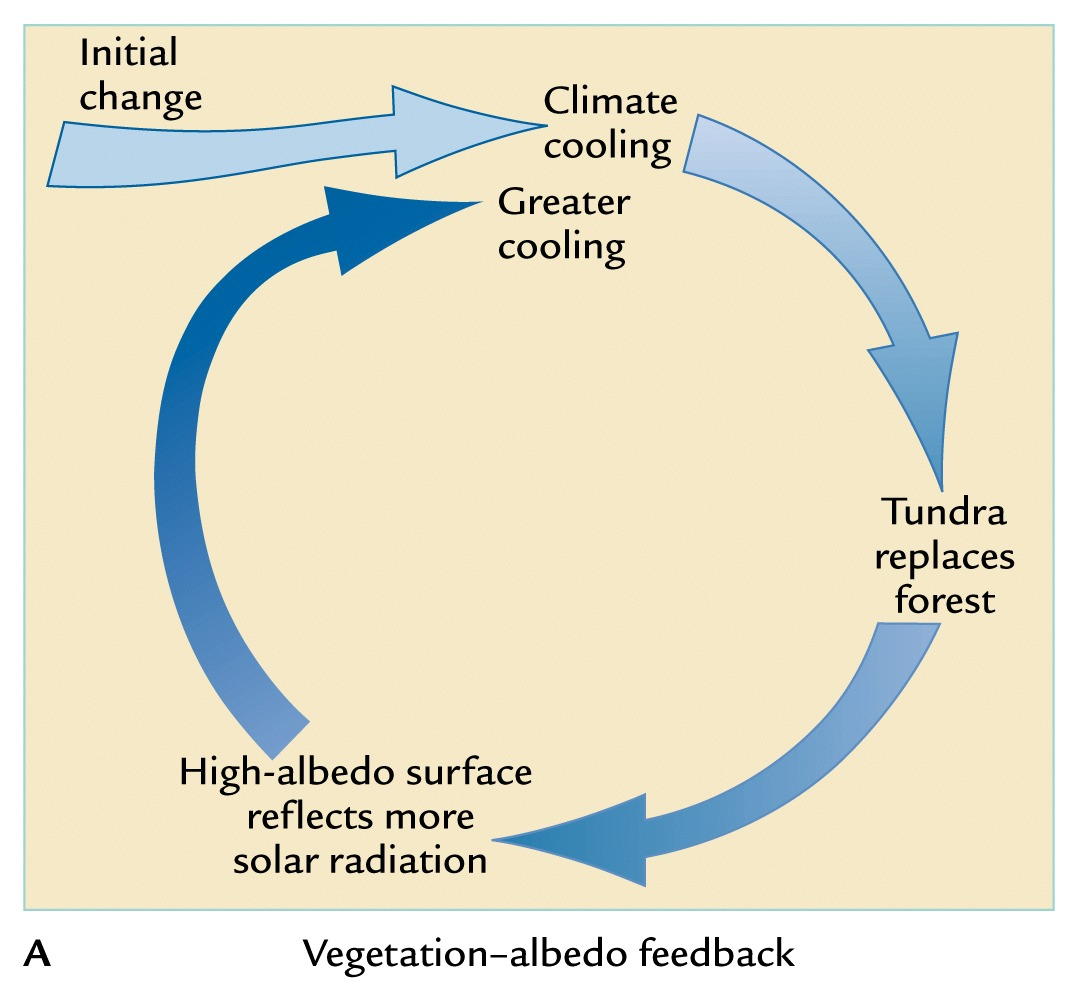 Initial
change
Climate
cooling
Greater
cooling
Tundra
replaces
forest
High-albedo surface
reflects more
solar radiation
A
Vegetation–albedo feedback